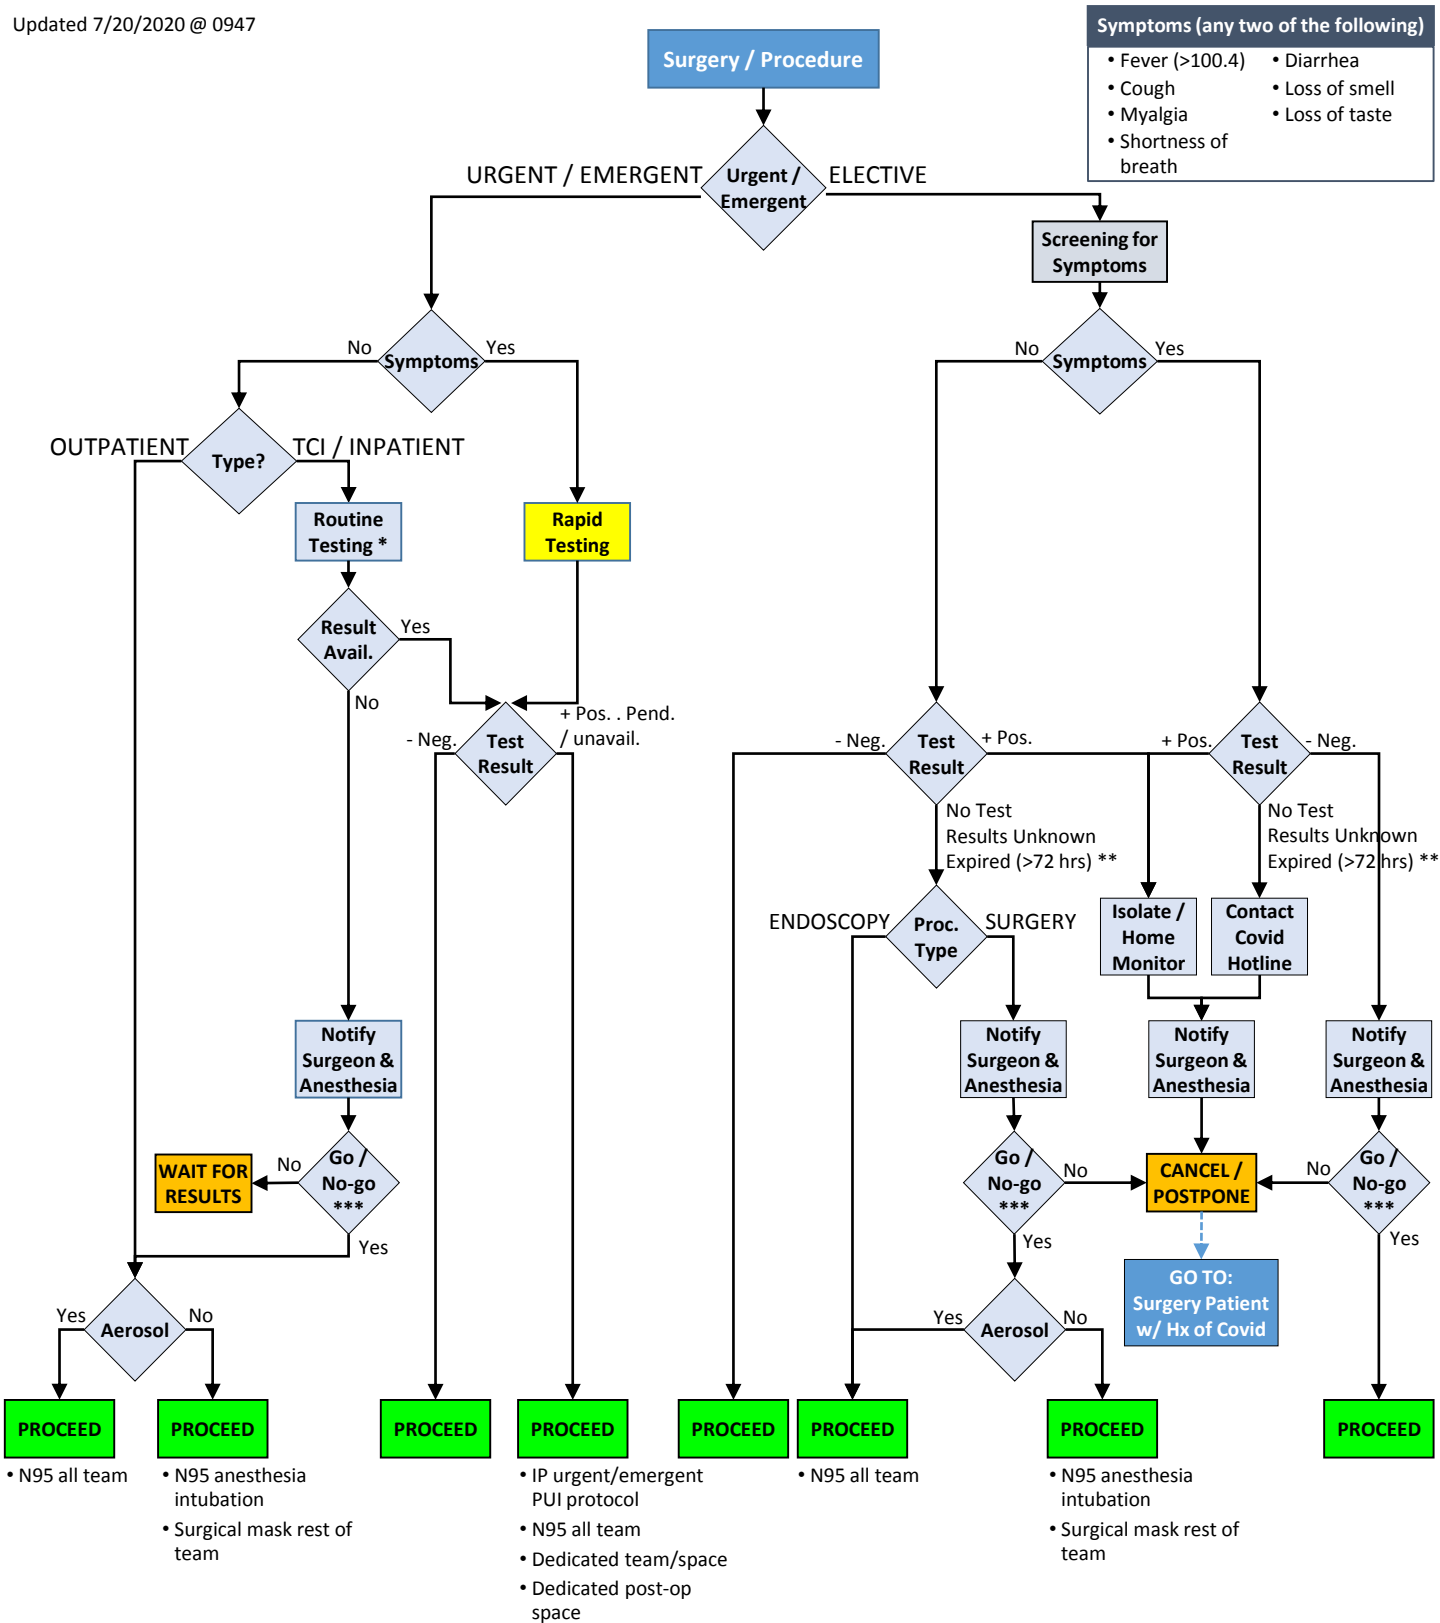 Updated 7/20/2020 @ 0947
Surgery / Procedure
Symptoms (any two of the following)
• Fever (>100.4)
• Cough
• Myalgia
• Shortness of
breath
• Diarrhea
• Loss of smell
• Loss of taste
URGENT / EMERGENT
Urgent /
Emergent
ELECTIVE
Screening for
Symptoms
No
Symptoms
Yes
No
Symptoms
Yes
OUTPATIENT
Type?
TCI / INPATIENT
Routine
Testing *
Rapid
Testing
Result
Avail.
Yes
No
- Neg.
Test
Result
+ Pos. . Pend.
/ unavail.
- Neg.
Test
Result
+ Pos.
+ Pos.
Test
Result
- Neg.
No Test
Results Unknown
Expired (>72 hrs) **
No Test
Results Unknown
Expired (>72 hrs) **
ENDOSCOPY
Proc.
Type
SURGERY
Isolate /
Home
Monitor
Contact
Covid
Hotline
Notify
Surgeon &
Anesthesia
Notify
Surgeon &
Anesthesia
Notify
Surgeon &
Anesthesia
Notify
Surgeon &
Anesthesia
WAIT FOR
RESULTS
No
Go /
No-go
***
Yes
Go /
No-go
***
No
Yes
CANCEL /
POSTPONE
No
Go /
No-go
***
Yes
GO TO:
Surgery Patient
w/ Hx of Covid
Yes
Aerosol
No
Yes
Aerosol
No
PROCEED
PROCEED
PROCEED
PROCEED
PROCEED
PROCEED
PROCEED
PROCEED
• N95 all team
• N95 anesthesia
intubation
• Surgical mask rest of
team
• IP urgent/emergent
PUI protocol
• N95 all team
• Dedicated team/space
• Dedicated post-op
space
• N95 all team
• N95 anesthesia
intubation
• Surgical mask rest of
team